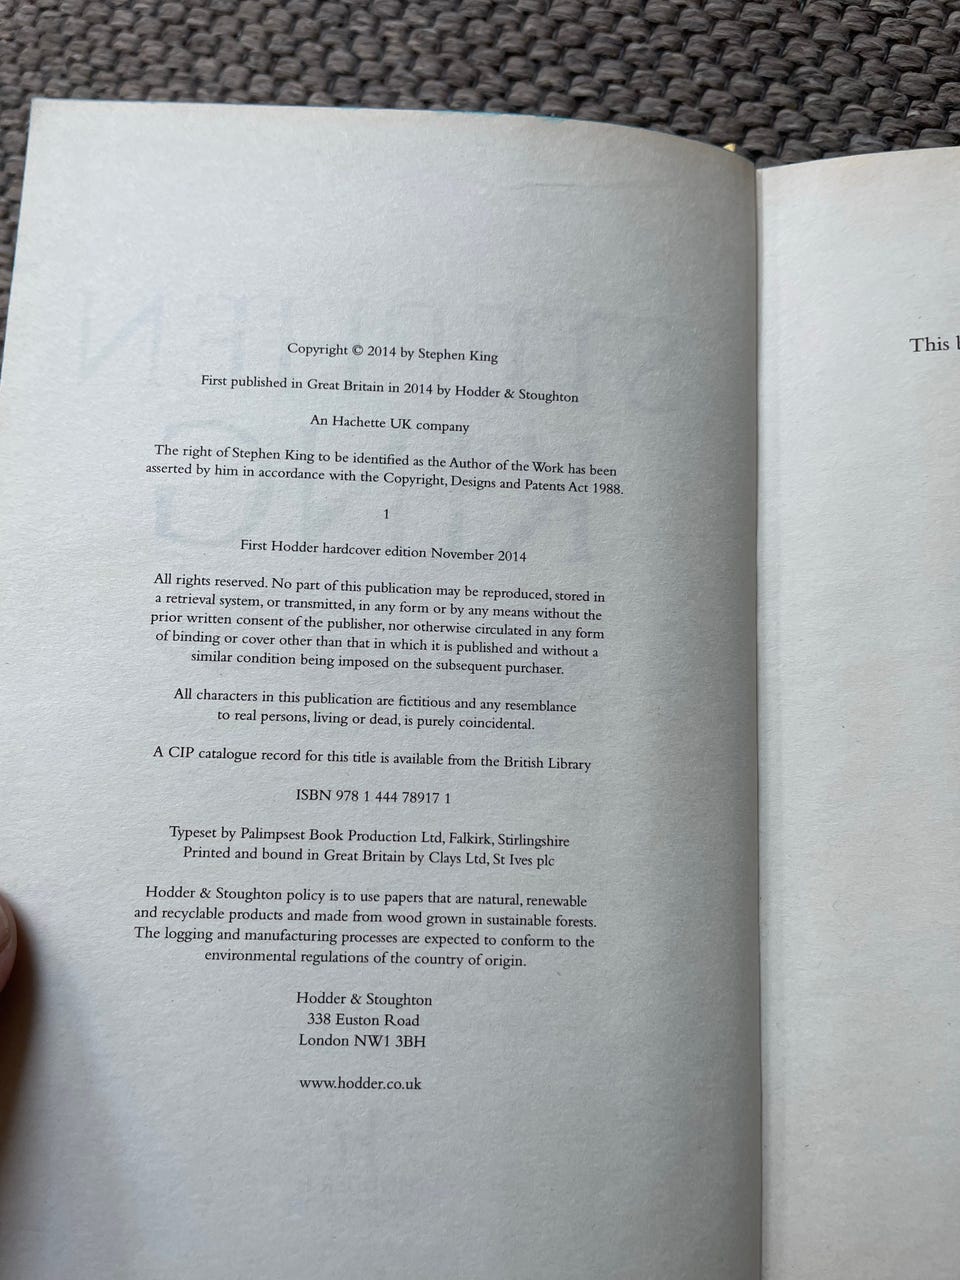 Copyright © 2014 by Stephen King
First published in Great Britain in 2014 by Hodder & Stoughton
An Hachette UK company
The right of Stephen King to be identified as the Author of the Work has been
asserted by him in accordance with the Copyright, Designs and Patents Act 1988.
1
First Hodder hardcover edition November 2014
All rights reserved. No part of this publication may be reproduced, stored in
a retrieval system, or transmitted, in any form or by any means without the
prior written consent of the publisher, nor otherwise circulated in any form
of binding or cover other than that in which it is published and without a
similar condition being imposed on the subsequent purchaser.
All characters in this publication are fictitious and any resemblance
to real persons, living or dead, is purely coincidental.
A CIP catalogue record for this title is available from the British Library
ISBN 978 1 444 78917 1
Typeset by Palimpsest Book Production Ltd, Falkirk, Stirlingshire
Printed and bound in Great Britain by Clays Ltd, St Ives plc
Hodder & Stoughton policy is to use papers that are natural, renewable
and recyclable products and made from wood grown in sustainable forests.
The logging and manufacturing processes are expected to conform to the
environmental regulations of the country of origin.
Hodder & Stoughton
338 Euston Road
London NW1 3BH
www.hodder.co.uk
This